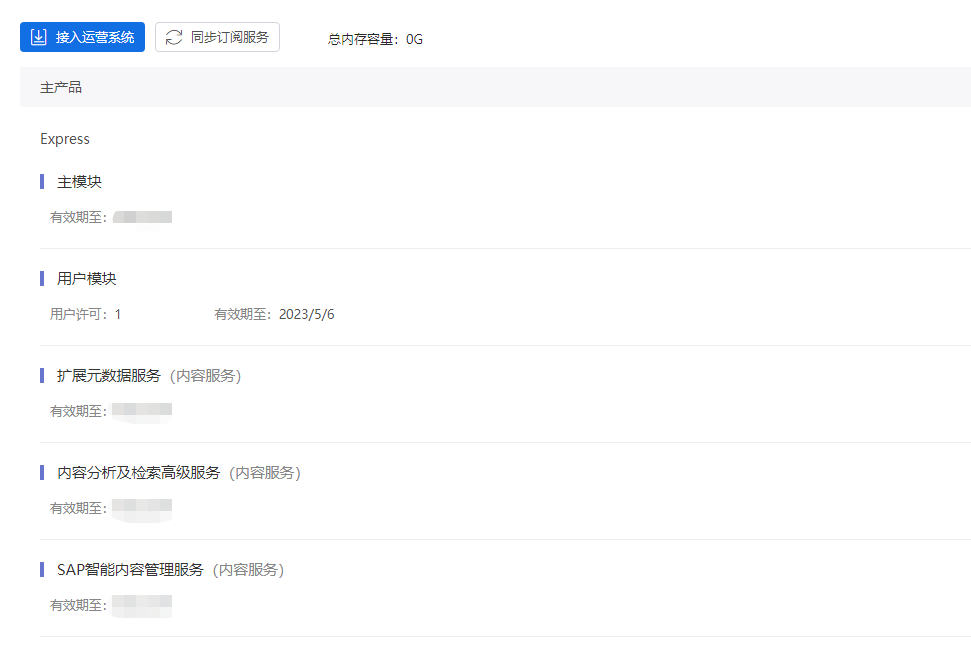 接入运营系统 同步订阅服务 总内存容量：0G
主产品
Express
主模块
有效期至：
用户模块
用户许可：1 有效期至：2023/5/6
扩展元数据服务 (内容服务)
有效期至：
内容分析及检索高级服务 (内容服务)
有效期至：
SAP智能内容管理服务 (内容服务)
有效期至：